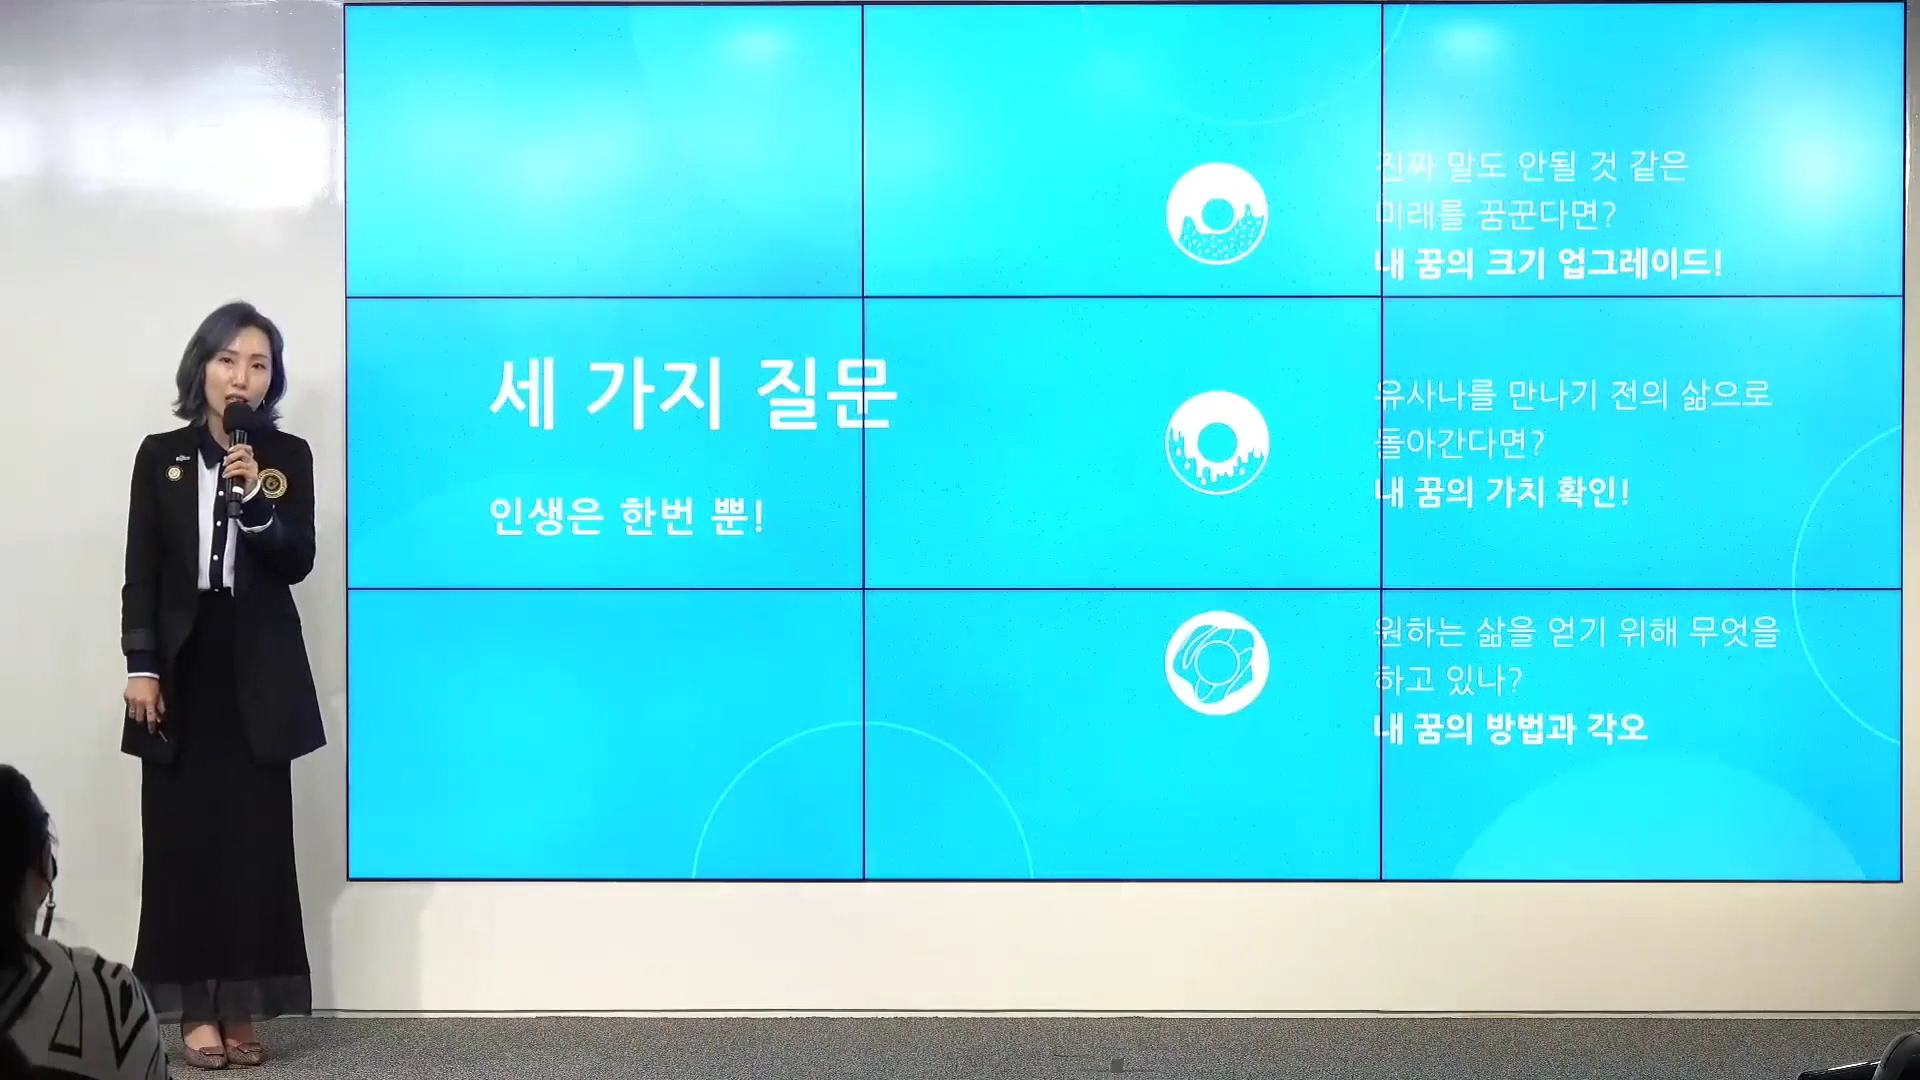 세 가지 질문
인생은 한번 뿐!
진짜 말도 안될 것 같은
미래를 꿈꾼다면?
내 꿈의 크기 업그레이드!
유사나를 만나기 전의 삶으로
돌아간다면?
내 꿈의 가치 확인!
원하는 삶을 얻기 위해 무엇을
하고 있나?
내 꿈의 방법과 각오